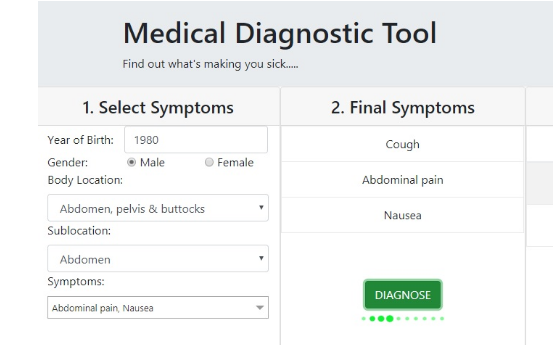 Medical Diagnostic Tool
Find out what's making you sick.....
1. Select Symptoms
Year of Birth: 1980
Gender: Male Female
Body Location:
Abdomen, pelvis & buttocks
Sublocation:
Abdomen
Symptoms:
Abdominal pain, Nausea
2. Final Symptoms
Cough
Abdominal pain
Nausea
DIAGNOSE